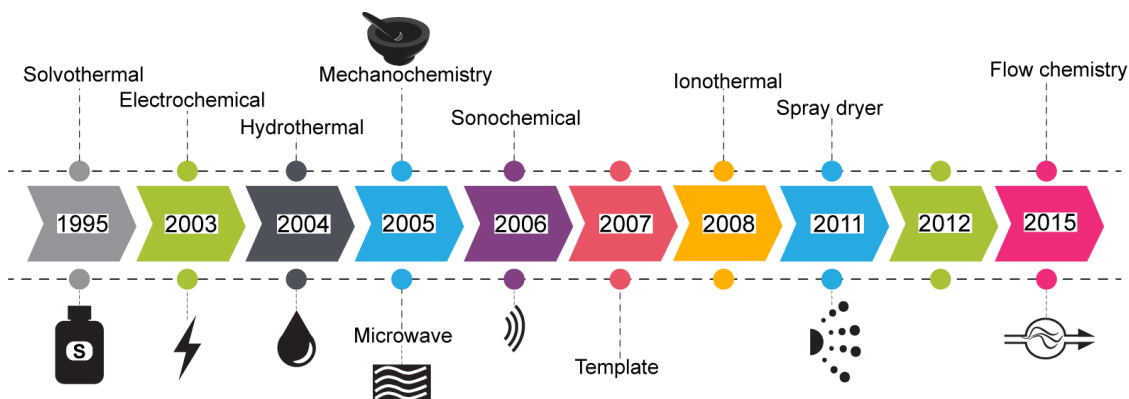 Solvothermal
Electrochemical
Hydrothermal
Mechanochemistry
Sonochemical
Ionothermal
Spray dryer
Flow chemistry
1995
2003
2004
2005
2006
2007
2008
2011
2012
2015
S
Microwave
Template